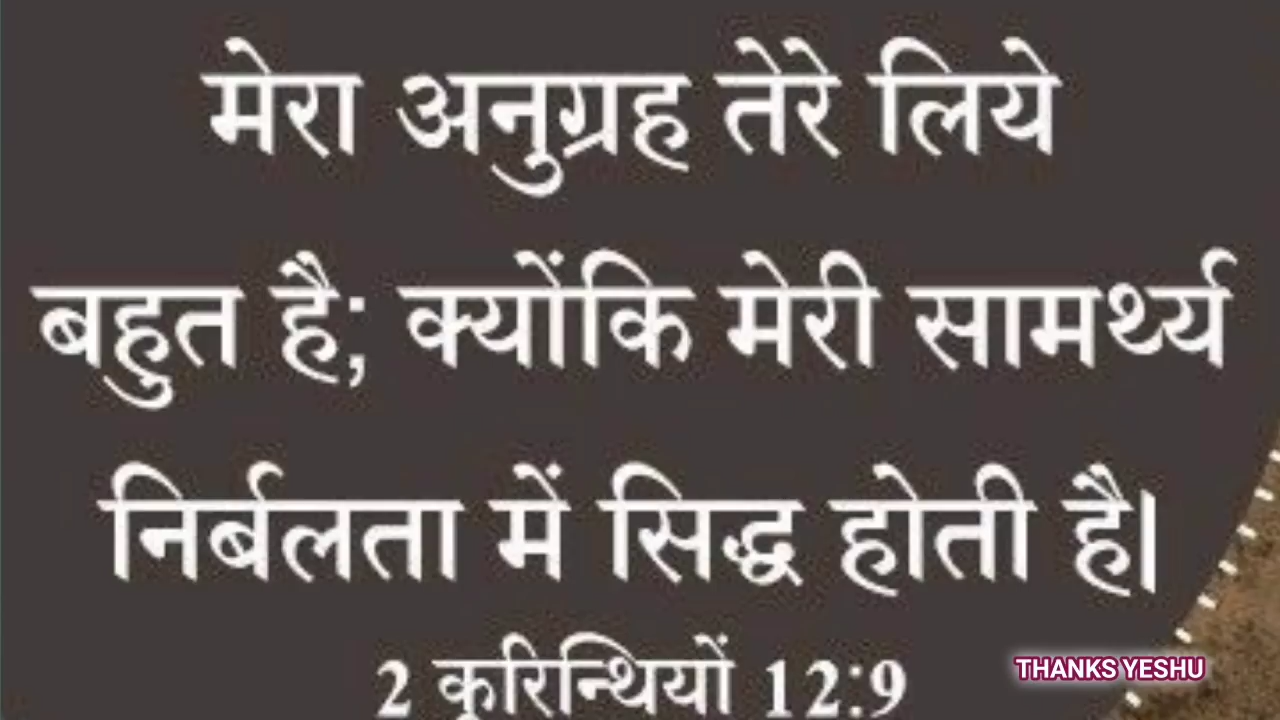 मेरा अनुग्रह तेरे लिये
बहुत है; क्योंकि मेरी सामर्थ्य
निर्बलता में सिद्ध होती है।
2 कुरिन्थियों 12:9
THANKS YESHU